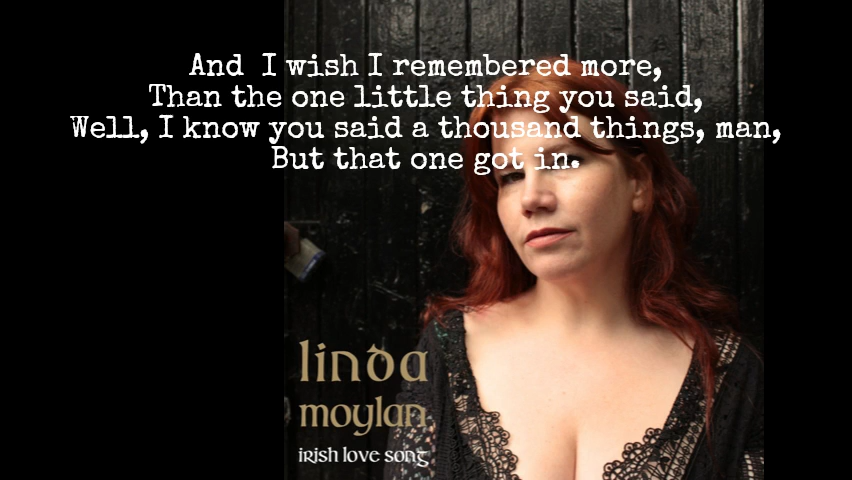 And I wish I remembered more,
Than the one little thing you said,
Well, I know you said a thousand things, man,
But that one got in.
linda
moylan
irish love song